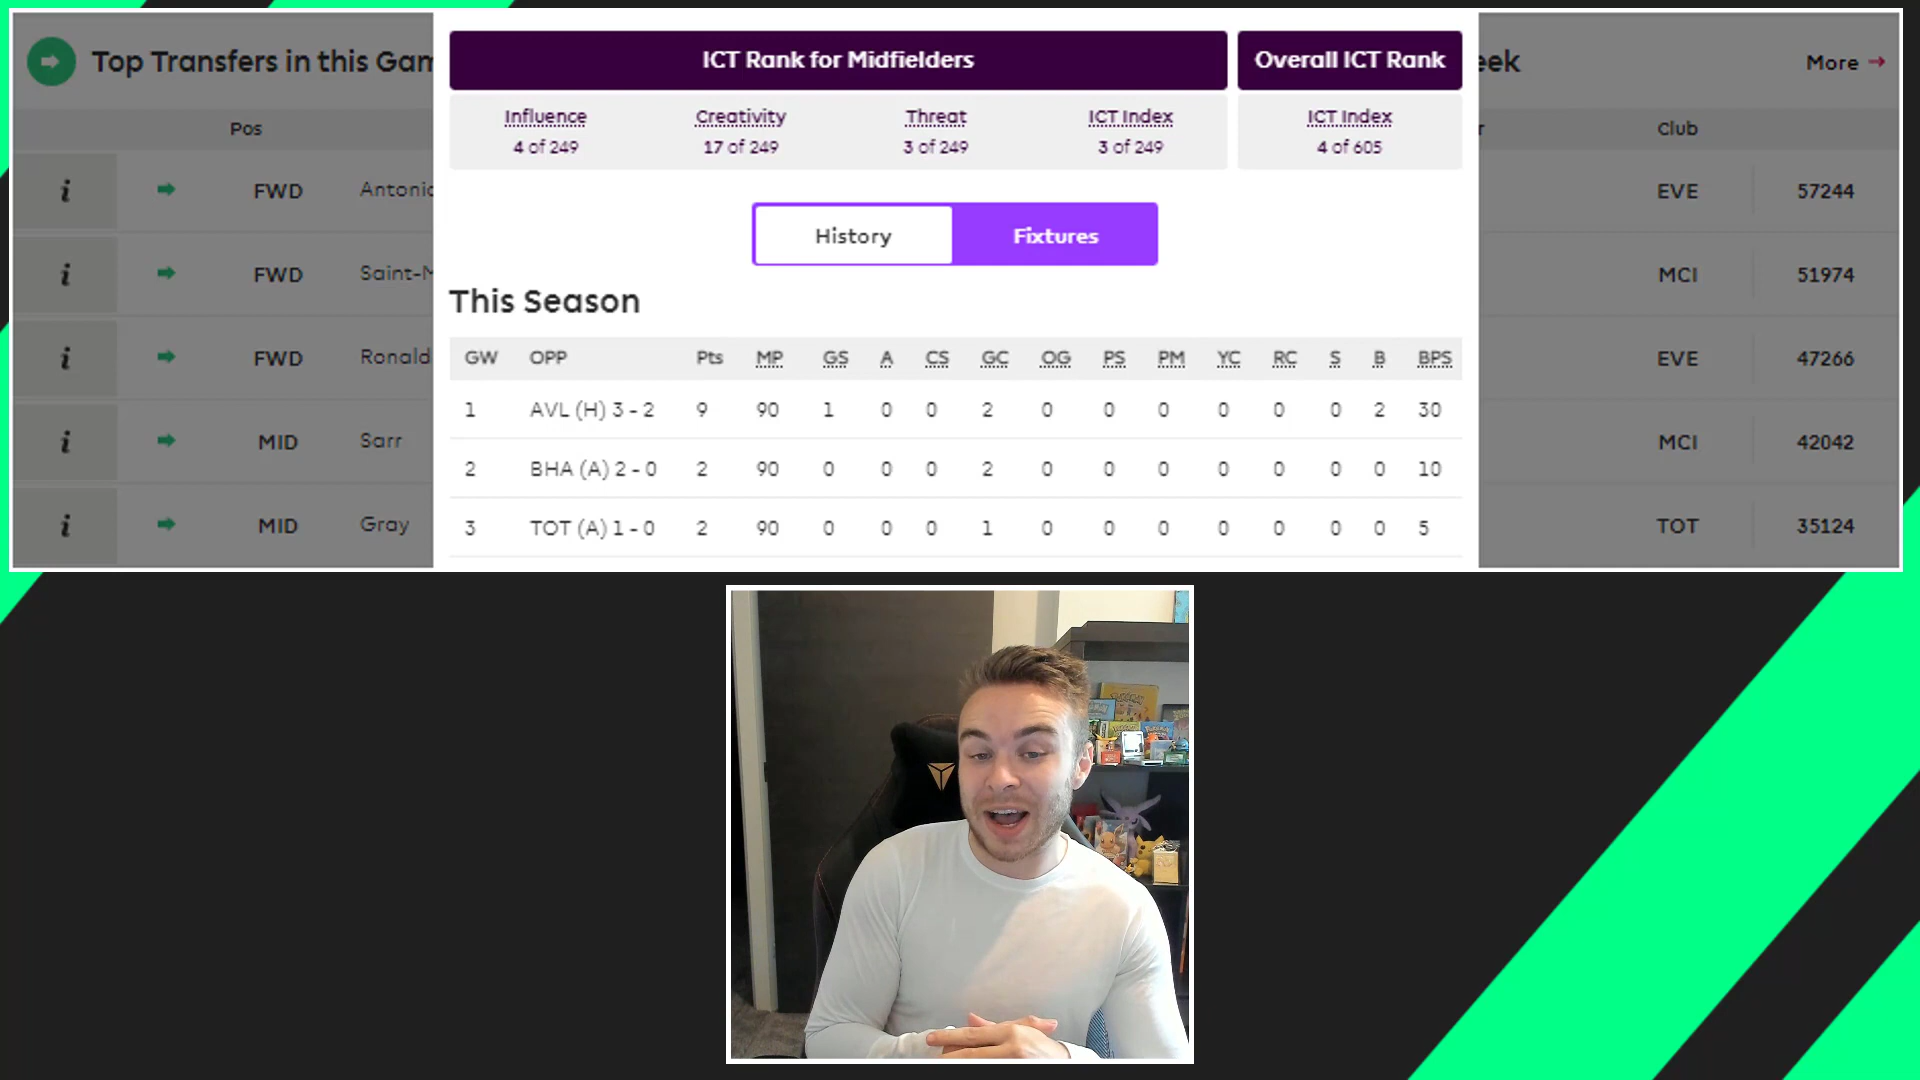 Top Transfers in this Gam
Pos
FWD Antonio
FWD Saint-M
FWD Ronald
MID Sarr
MID Gray
ICT Rank for Midfielders
Overall ICT Rank
Influence Creativity Threat ICT Index ICT Index
4 of 249 17 of 249 3 of 249 3 of 249 4 of 605
History Fixtures
This Season
GW OPP Pts MP GS A CS GC OG PS PM YC RC S B BPS
1 AVL (H) 3 - 2 9 90 1 0 0 2 0 0 0 0 0 0 2 30
2 BHA (A) 2 - 0 2 90 0 0 0 2 0 0 0 0 0 0 0 10
3 TOT (A) 1 - 0 2 90 0 0 0 1 0 0 0 0 0 0 0 5
eek
More
Club
EVE 57244
MCI 51974
EVE 47266
MCI 42042
TOT 35124